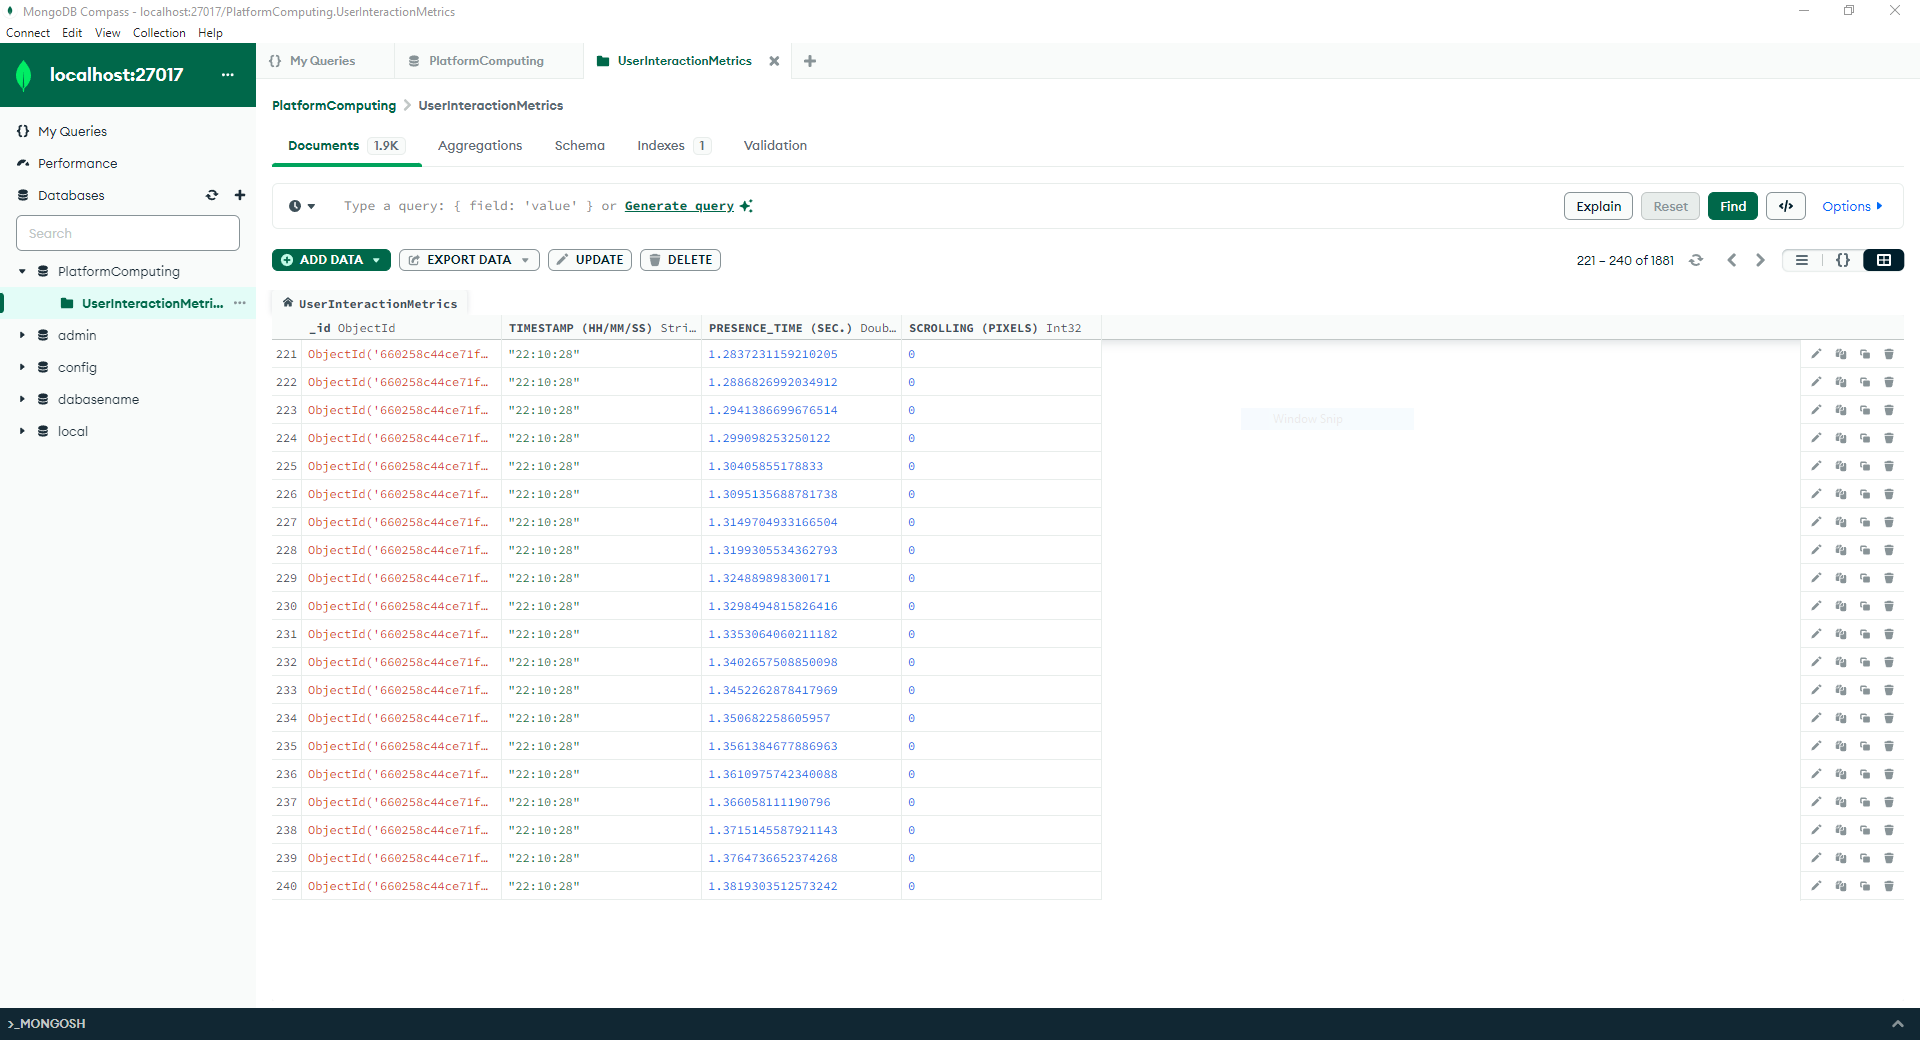 MongoDB Compass - localhost:27017/PlatformComputing.UserInteractionMetrics
Connect Edit View Collection Help
localhost:27017 ...
My Queries
Performance
Databases
Search
PlatformComputing
UserInteractionMetri... ...
admin
config
dabasename
local
{} My Queries PlatformComputing UserInteractionMetrics
PlatformComputing > UserInteractionMetrics
Documents 1.9K Aggregations Schema Indexes 1 Validation
Type a query: { field: 'value' } or Generate query Explain Reset Find </> Options
ADD DATA EXPORT DATA UPDATE DELETE 221 – 240 of 1881 {}
UserInteractionMetrics
_id ObjectId TIMESTAMP (HH/MM/SS) Stri... PRESENCE_TIME (SEC.) Doub... SCROLLING (PIXELS) Int32
221 ObjectId('660258c44ce71f... "22:10:28" 1.2837231159210205 0
222 ObjectId('660258c44ce71f... "22:10:28" 1.2886826992034912 0
223 ObjectId('660258c44ce71f... "22:10:28" 1.2941386699676514 0
Window Snip
224 ObjectId('660258c44ce71f... "22:10:28" 1.299098253250122 0
225 ObjectId('660258c44ce71f... "22:10:28" 1.30405855178833 0
226 ObjectId('660258c44ce71f... "22:10:28" 1.3095135688781738 0
227 ObjectId('660258c44ce71f... "22:10:28" 1.3149704933166504 0
228 ObjectId('660258c44ce71f... "22:10:28" 1.3199305534362793 0
229 ObjectId('660258c44ce71f... "22:10:28" 1.324889898300171 0
230 ObjectId('660258c44ce71f... "22:10:28" 1.3298494815826416 0
231 ObjectId('660258c44ce71f... "22:10:28" 1.3353064060211182 0
232 ObjectId('660258c44ce71f... "22:10:28" 1.3402657508850098 0
233 ObjectId('660258c44ce71f... "22:10:28" 1.3452262878417969 0
234 ObjectId('660258c44ce71f... "22:10:28" 1.350682258605957 0
235 ObjectId('660258c44ce71f... "22:10:28" 1.3561384677886963 0
236 ObjectId('660258c44ce71f... "22:10:28" 1.3610975742340088 0
237 ObjectId('660258c44ce71f... "22:10:28" 1.366058111190796 0
238 ObjectId('660258c44ce71f... "22:10:28" 1.3715145587921143 0
239 ObjectId('660258c44ce71f... "22:10:28" 1.3764736652374268 0
240 ObjectId('660258c44ce71f... "22:10:28" 1.3819303512573242 0
>_MONGOSH